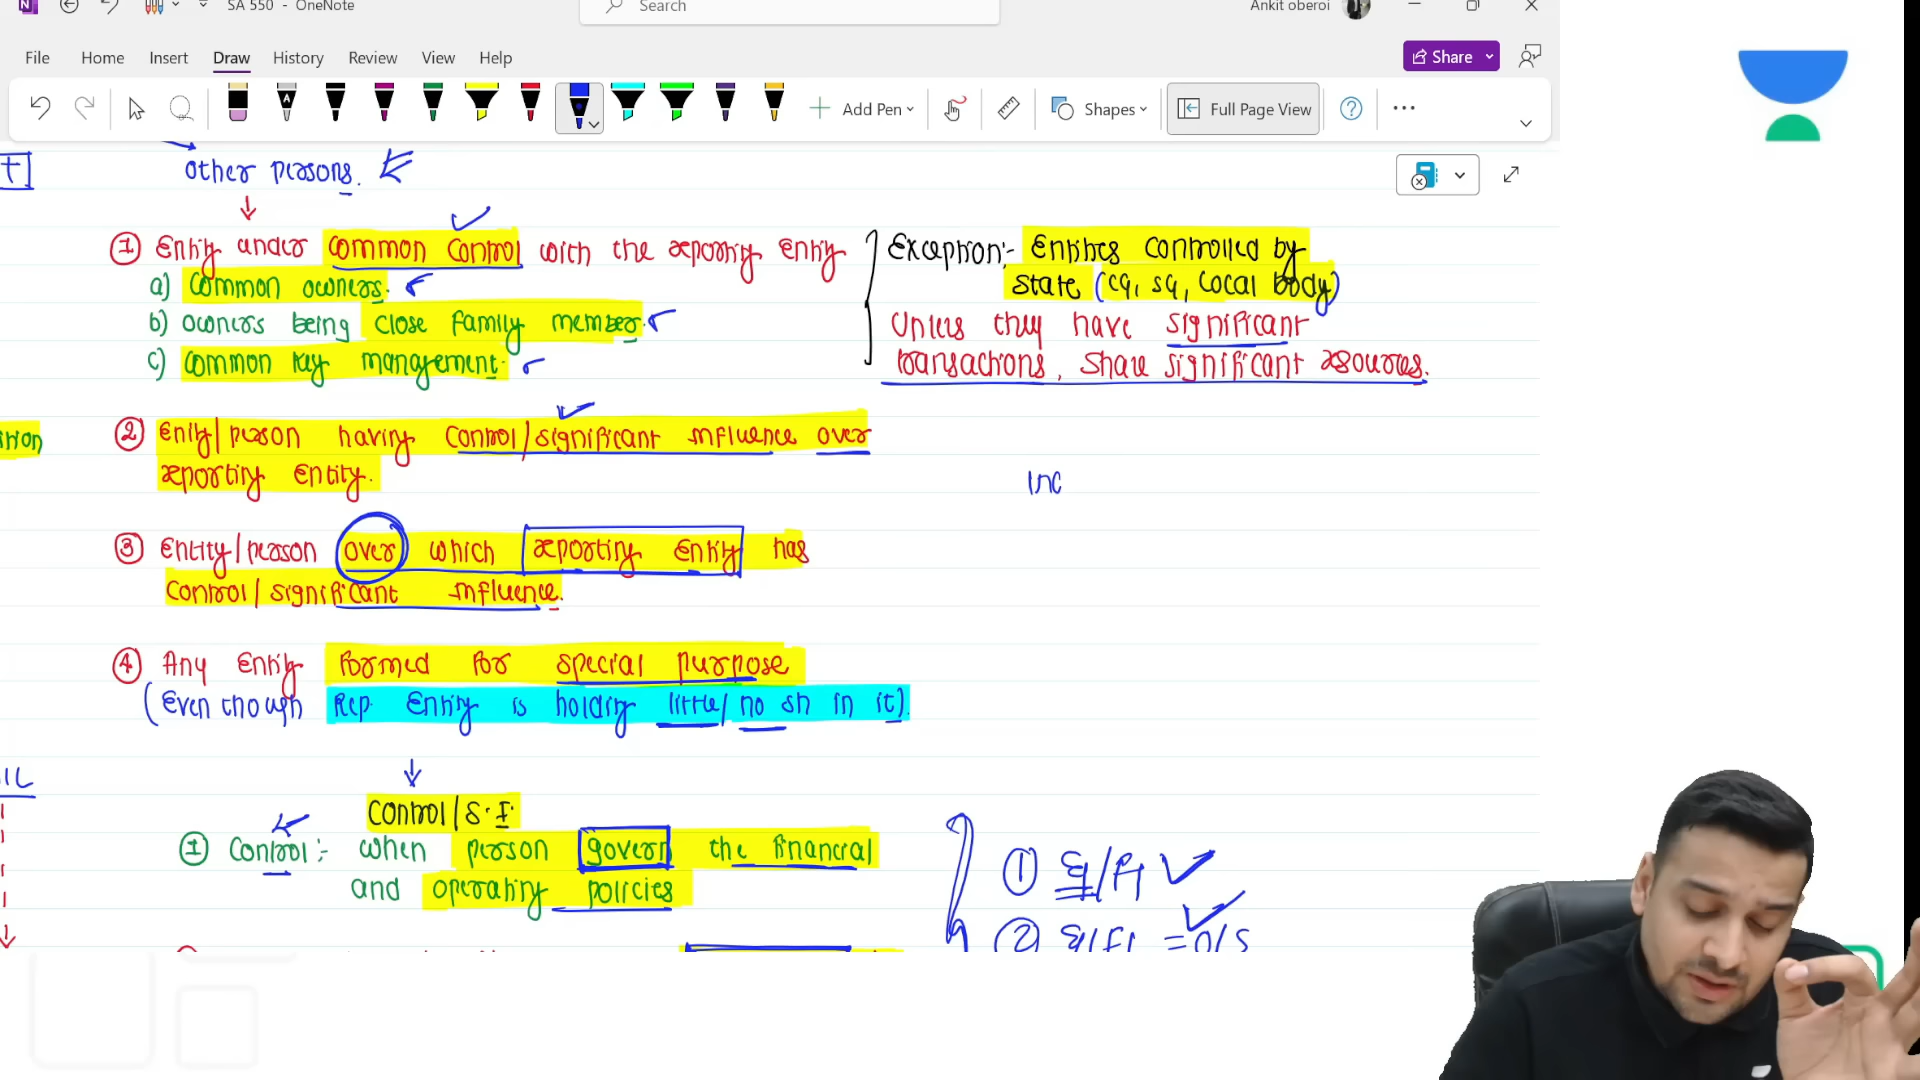 SA 550 - OneNote
Search
Ankit oberoi
File Home Insert Draw History Review View Help
Share
Add Pen
Shapes
Full Page View
other persons.
① Entity under common control with the reporting entity
a) common owners.
b) owners being close family member.
c) common key management.
Exception:- Entities controlled by
state (CG, SG, Local body)
Unless they have significant
transactions, share significant resources.
② Entity/person having control/significant influence over
reporting entity.
inc
③ Entity/person over which reporting entity has
control/significant influence.
④ Any entity formed for special purpose
(Even though Rep. Entity is holding little/no sh in it).
Control/S.I.
① Control:- when person govern the financial
and operating policies
①
②